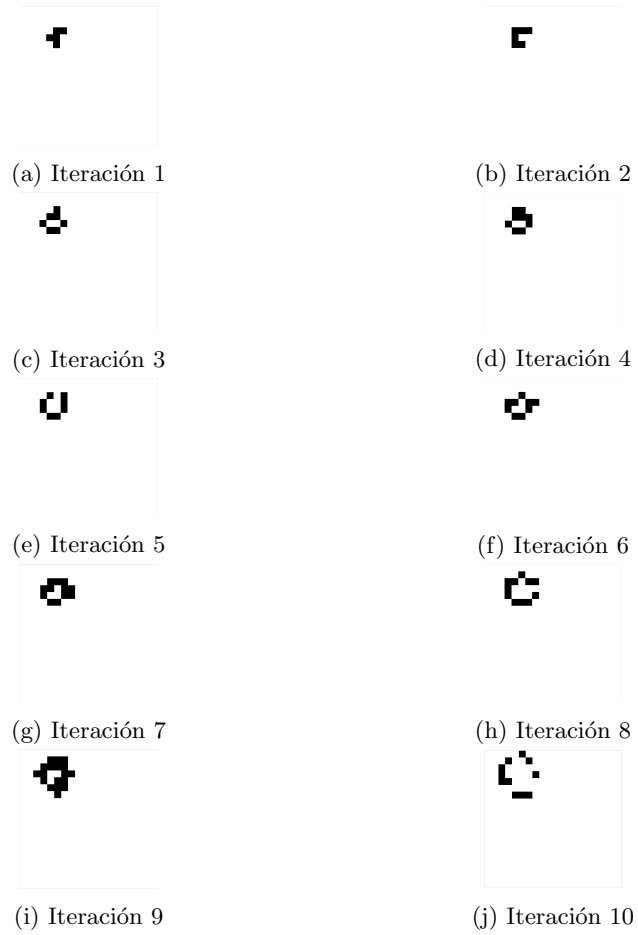 (a) Iteración 1
(b) Iteración 2
(c) Iteración 3
(d) Iteración 4
(e) Iteración 5
(f) Iteración 6
(g) Iteración 7
(h) Iteración 8
(i) Iteración 9
(j) Iteración 10